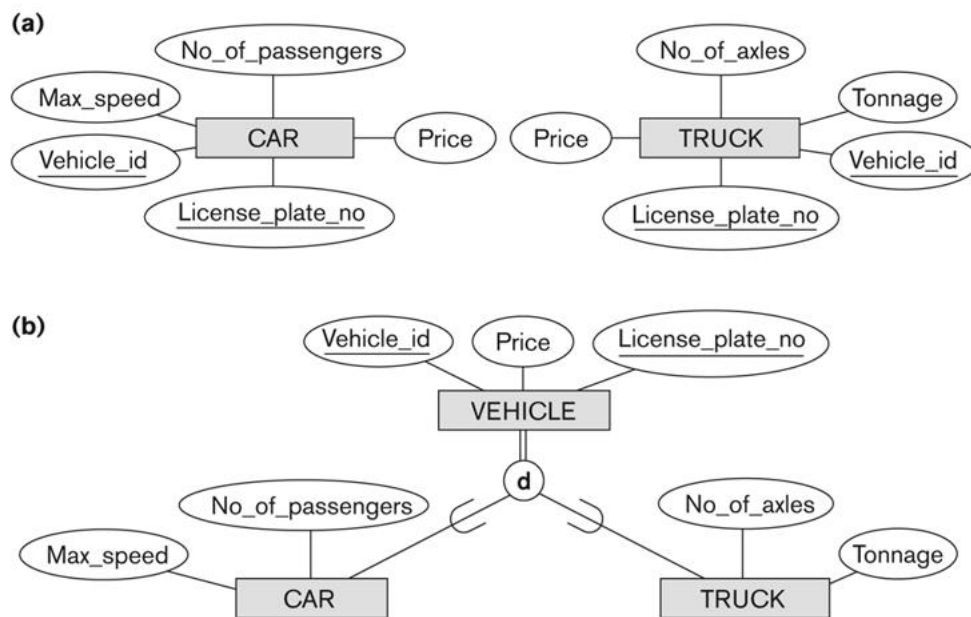 (a)
No_of_passengers
No_of_axles
Max_speed
Tonnage
CAR
Price
Price
TRUCK
Vehicle_id
Vehicle_id
License_plate_no
License_plate_no
(b)
Vehicle_id
Price
License_plate_no
VEHICLE
d
No_of_passengers
No_of_axles
Max_speed
Tonnage
CAR
TRUCK